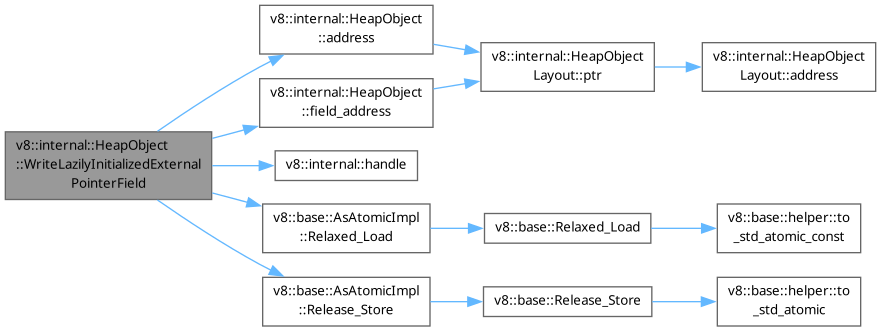 v8::internal::HeapObject
::WriteLazilyInitializedExternal
PointerField
v8::internal::HeapObject
::address
v8::internal::HeapObject
::field_address
v8::internal::handle
v8::base::AsAtomicImpl
::Relaxed_Load
v8::base::AsAtomicImpl
::Release_Store
v8::internal::HeapObject
Layout::ptr
v8::base::Relaxed_Load
v8::base::Release_Store
v8::internal::HeapObject
Layout::address
v8::base::helper::to
_std_atomic_const
v8::base::helper::to
_std_atomic